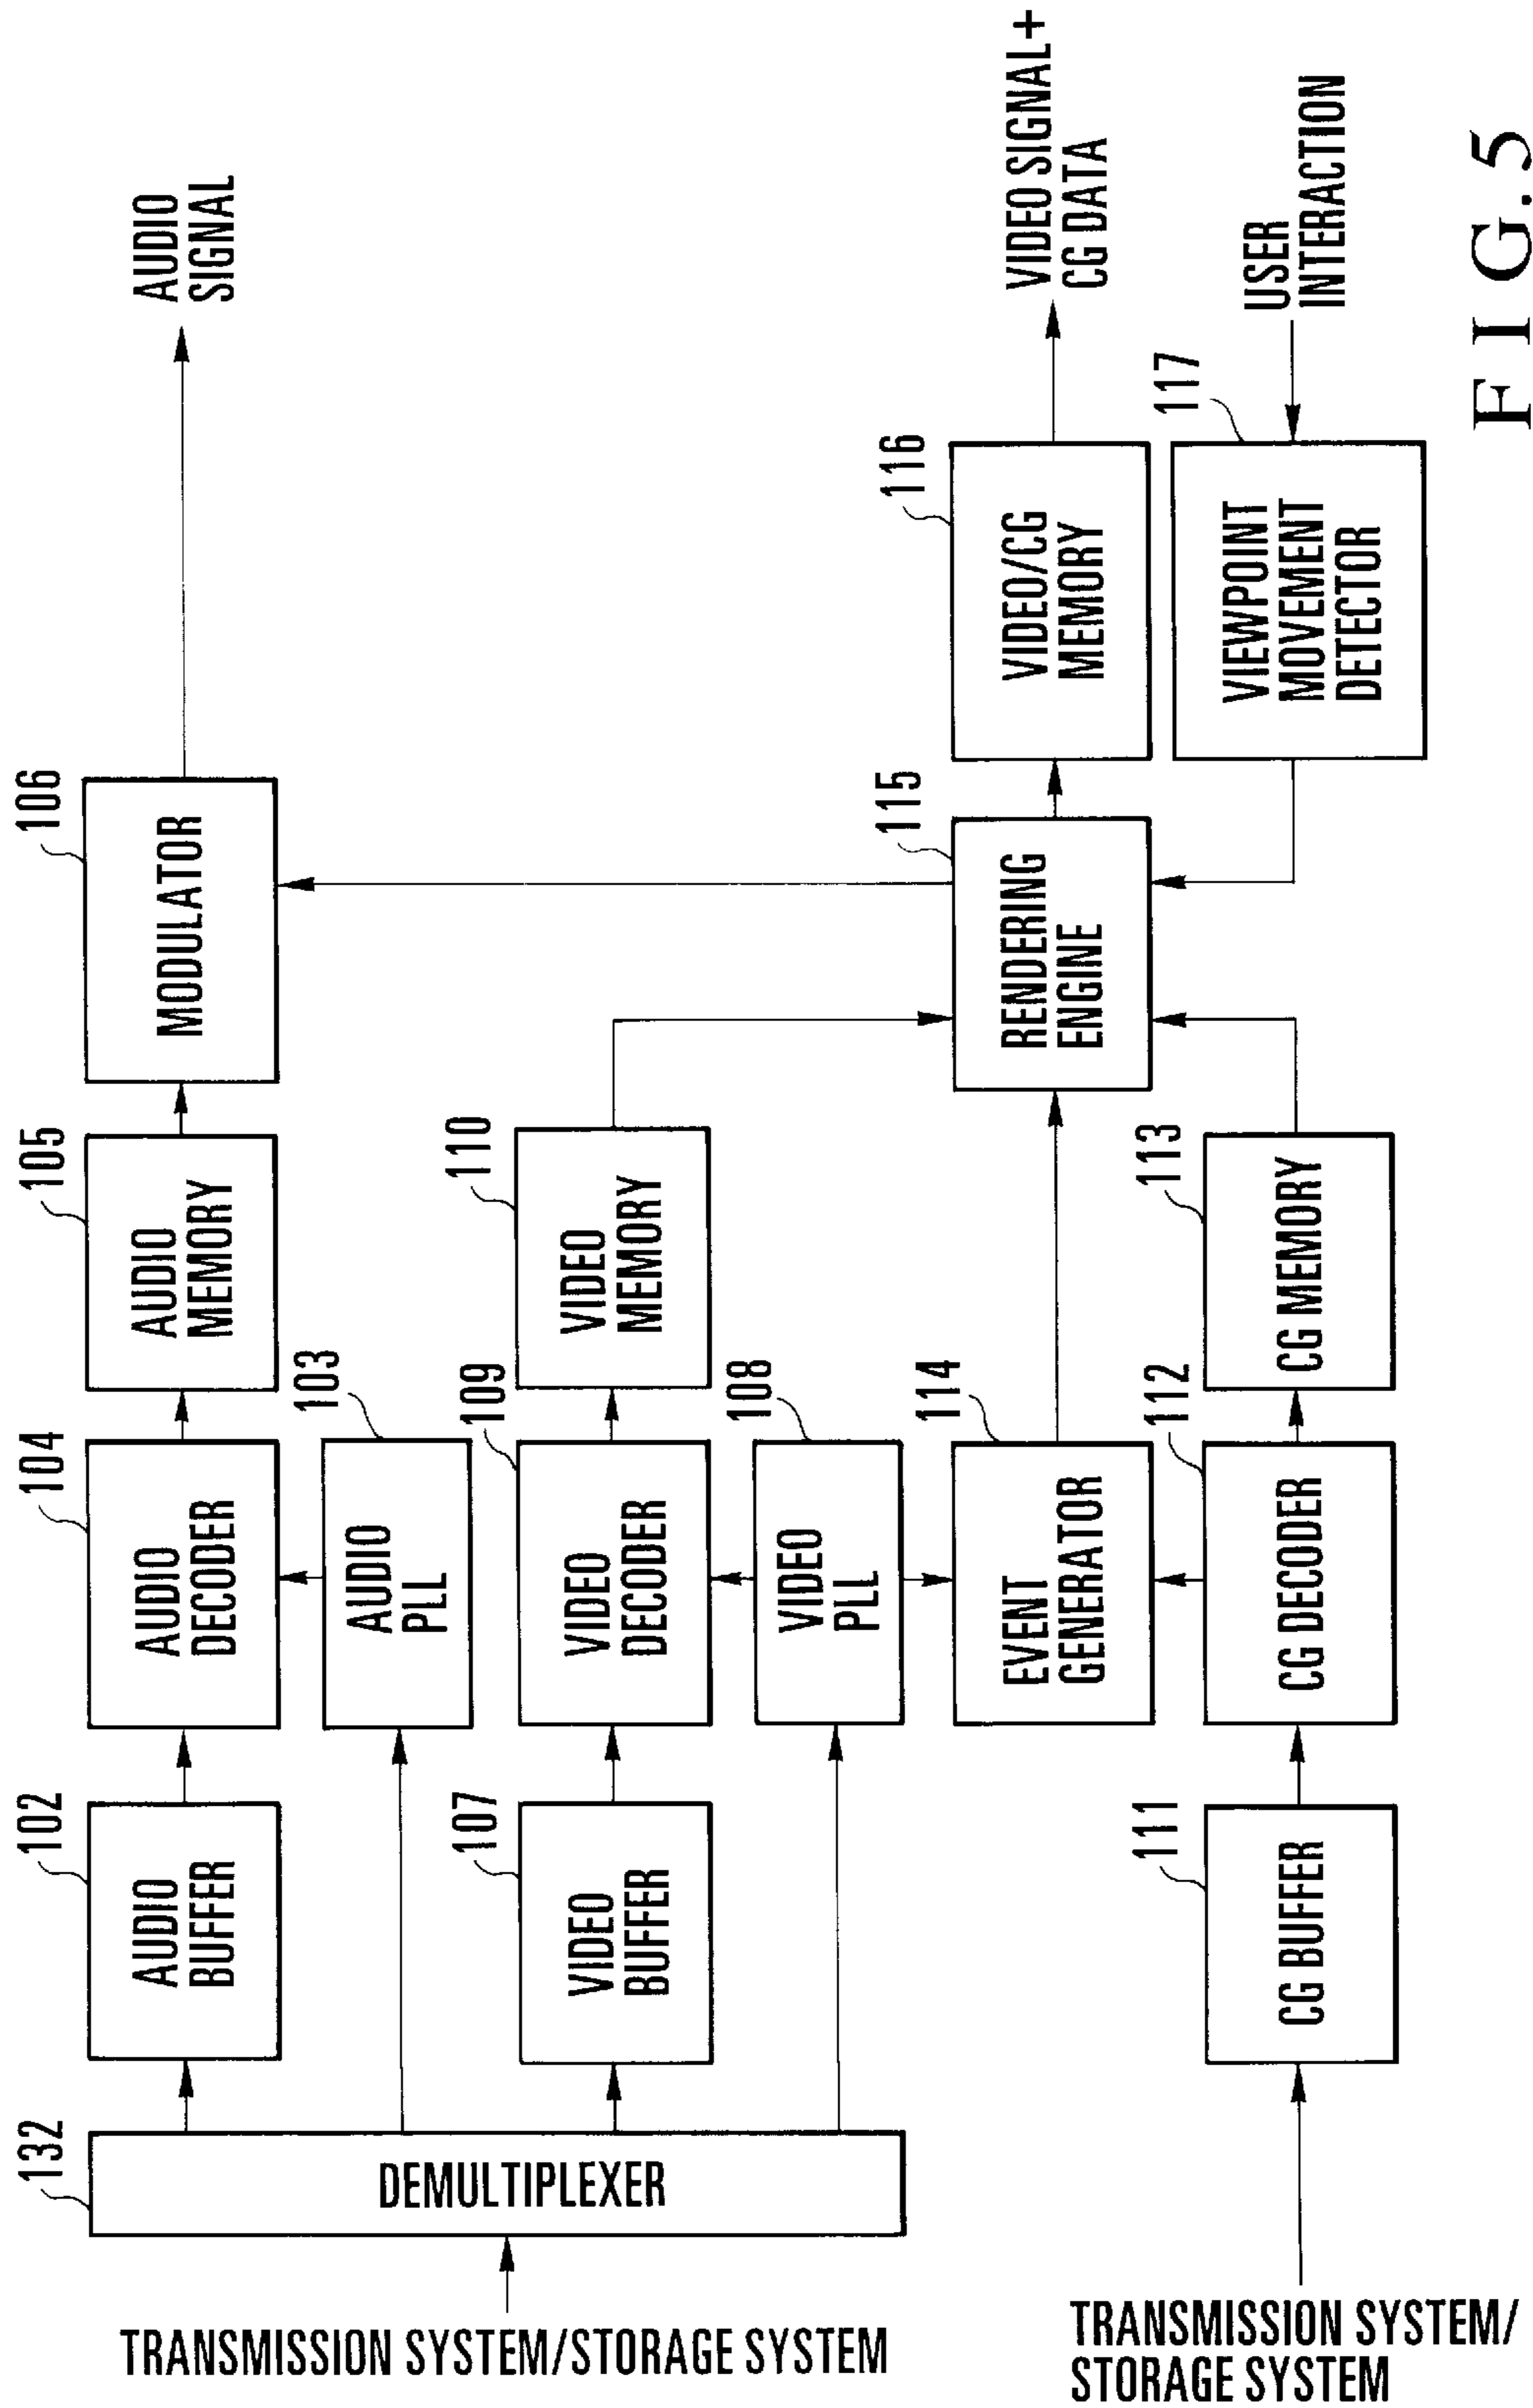 132
DEMULTIPLEXER
TRANSMISSION SYSTEM/STORAGE SYSTEM
102
AUDIO
BUFFER
104
AUDIO
DECODER
105
AUDIO
MEMORY
106
MODULATOR
AUDIO
SIGNAL
103
AUDIO
PLL
107
VIDEO
BUFFER
109
VIDEO
DECODER
110
VIDEO
MEMORY
108
VIDEO
PLL
114
EVENT
GENERATOR
115
RENDERING
ENGINE
116
VIDEO/CG
MEMORY
VIDEO SIGNAL+
CG DATA
TRANSMISSION SYSTEM/
STORAGE SYSTEM
111
CG BUFFER
112
CG DECODER
113
CG MEMORY
117
VIEWPOINT
MOVEMENT
DETECTOR
USER
INTERACTION
FIG.5